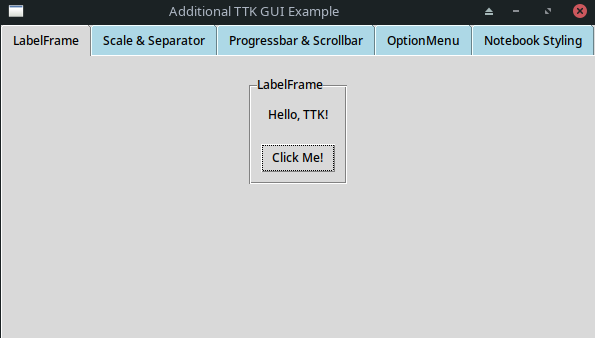 Additional TTK GUI Example
LabelFrame Scale & Separator Progressbar & Scrollbar OptionMenu Notebook Styling
LabelFrame
Hello, TTK!
Click Me!